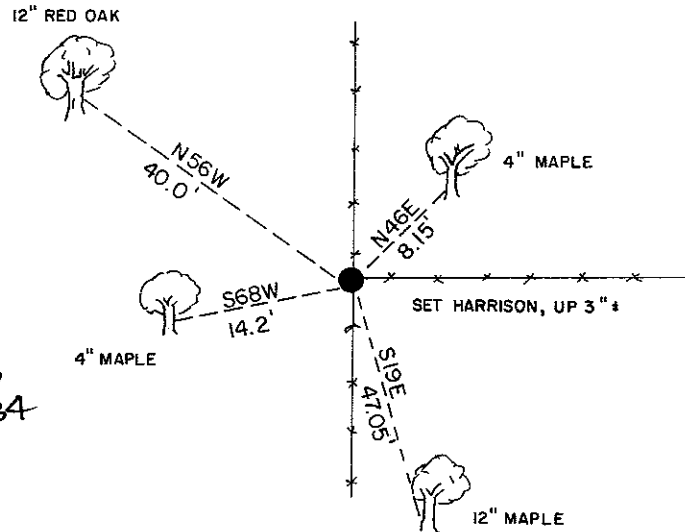 12" RED OAK
4" MAPLE
N56W
40.0'
N46E
8.15'
S68W
14.2'
SET HARRISON, UP 3"±
4" MAPLE
S19E
47.05'
12" MAPLE